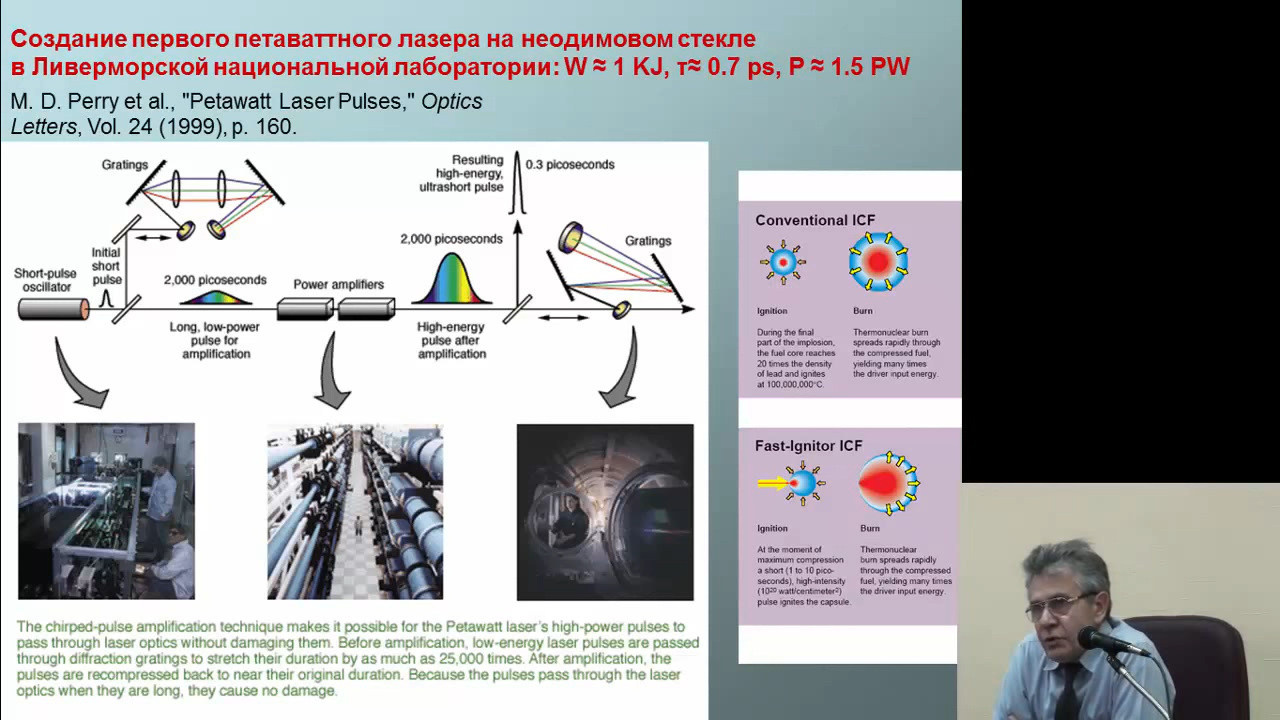 Создание первого петаваттного лазера на неодимовом стекле
в Ливерморской национальной лаборатории: W ≈ 1 KJ, τ≈ 0.7 ps, P ≈ 1.5 PW
M. D. Perry et al., "Petawatt Laser Pulses," Optics
Letters, Vol. 24 (1999), p. 160.
Gratings
Resulting
high-energy,
ultrashort pulse
0.3 picoseconds
Initial
short
pulse
Short-pulse
oscillator
2,000 picoseconds
Long, low-power
pulse for
amplification
Power amplifiers
2,000 picoseconds
High-energy
pulse after
amplification
Gratings
The chirped-pulse amplification technique makes it possible for the Petawatt laser's high-power pulses to
pass through laser optics without damaging them. Before amplification, low-energy laser pulses are passed
through diffraction gratings to stretch their duration by as much as 25,000 times. After amplification, the
pulses are recompressed back to near their original duration. Because the pulses pass through the laser
optics when they are long, they cause no damage.
Conventional ICF
Ignition
During the final
part of the implosion,
the fuel core reaches
20 times the density
of lead and ignites
at 100,000,000°C.
Burn
Thermonuclear burn
spreads rapidly through
the compressed fuel,
yielding many times
the driver input energy.
Fast-Ignitor ICF
Ignition
At the moment of
maximum compression
a short (1 to 10 pico-
seconds), high-intensity
(10²⁰ watt/centimeter²)
pulse ignites the capsule.
Burn
Thermonuclear
burn spreads rapidly
through the compressed
fuel, yielding many times
the driver input energy.